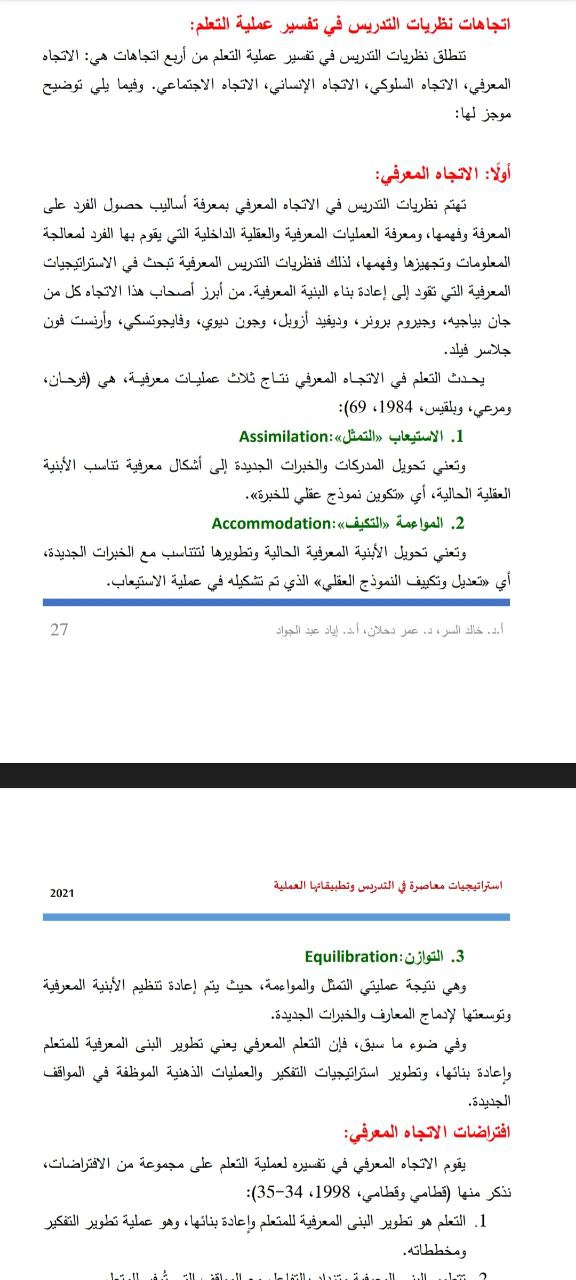 اتجاهات نظريات التدريس في تفسير عملية التعلم:
تنطلق نظريات التدريس في تفسير عملية التعلم من أربع اتجاهات هي: الاتجاه
المعرفي، الاتجاه السلوكي، الاتجاه الإنساني، الاتجاه الاجتماعي. وفيما يلي توضيح
موجز لها:
أولًا: الاتجاه المعرفي:
تهتم نظريات التدريس في الاتجاه المعرفي بمعرفة أساليب حصول الفرد على
المعرفة وفهمها، ومعرفة العمليات المعرفية والعقلية الداخلية التي يقوم بها الفرد لمعالجة
المعلومات وتجهيزها وفهمها، لذلك فنظريات التدريس المعرفية تبحث في الاستراتيجيات
المعرفية التي تقود إلى إعادة بناء البنية المعرفية. من أبرز أصحاب هذا الاتجاه كل من
جان بياجيه، وجيروم برونر، وديفيد أزوبل، وجون ديوي، وفايجوتسكي، وأرنست فون
جلاسر فيلد.
يحدث التعلم في الاتجاه المعرفي نتاج ثلاث عمليات معرفية، هي (فرحان،
ومرعي، وبلقيس، 1984، 69):
1. الاستيعاب «التمثل»:Assimilation
وتعني تحويل المدركات والخبرات الجديدة إلى أشكال معرفية تناسب الأبنية
العقلية الحالية، أي «تكوين نموذج عقلي للخبرة».
2. المواءمة «التكيف»:Accommodation
وتعني تحويل الأبنية المعرفية الحالية وتطويرها لتتناسب مع الخبرات الجديدة،
أي «تعديل وتكييف النموذج العقلي» الذي تم تشكيله في عملية الاستيعاب.
أ.د. خالد السر، د. عمر دحلان، أ.د. إياد عبد الجواد 27
استراتيجيات معاصرة في التدريس وتطبيقاتها العملية 2021
3. التوازن:Equilibration
وهي نتيجة عمليتي التمثل والمواءمة، حيث يتم إعادة تنظيم الأبنية المعرفية
وتوسعتها لإدماج المعارف والخبرات الجديدة.
وفي ضوء ما سبق، فإن التعلم المعرفي يعني تطوير البنى المعرفية للمتعلم
وإعادة بنائها، وتطوير استراتيجيات التفكير والعمليات الذهنية الموظفة في المواقف
الجديدة.
افتراضات الاتجاه المعرفي:
يقوم الاتجاه المعرفي في تفسيره لعملية التعلم على مجموعة من الافتراضات،
نذكر منها (قطامي وقطامي، 1998، 34-35):
1. التعلم هو تطوير البنى المعرفية للمتعلم وإعادة بنائها، وهو عملية تطوير التفكير
ومخططاته.